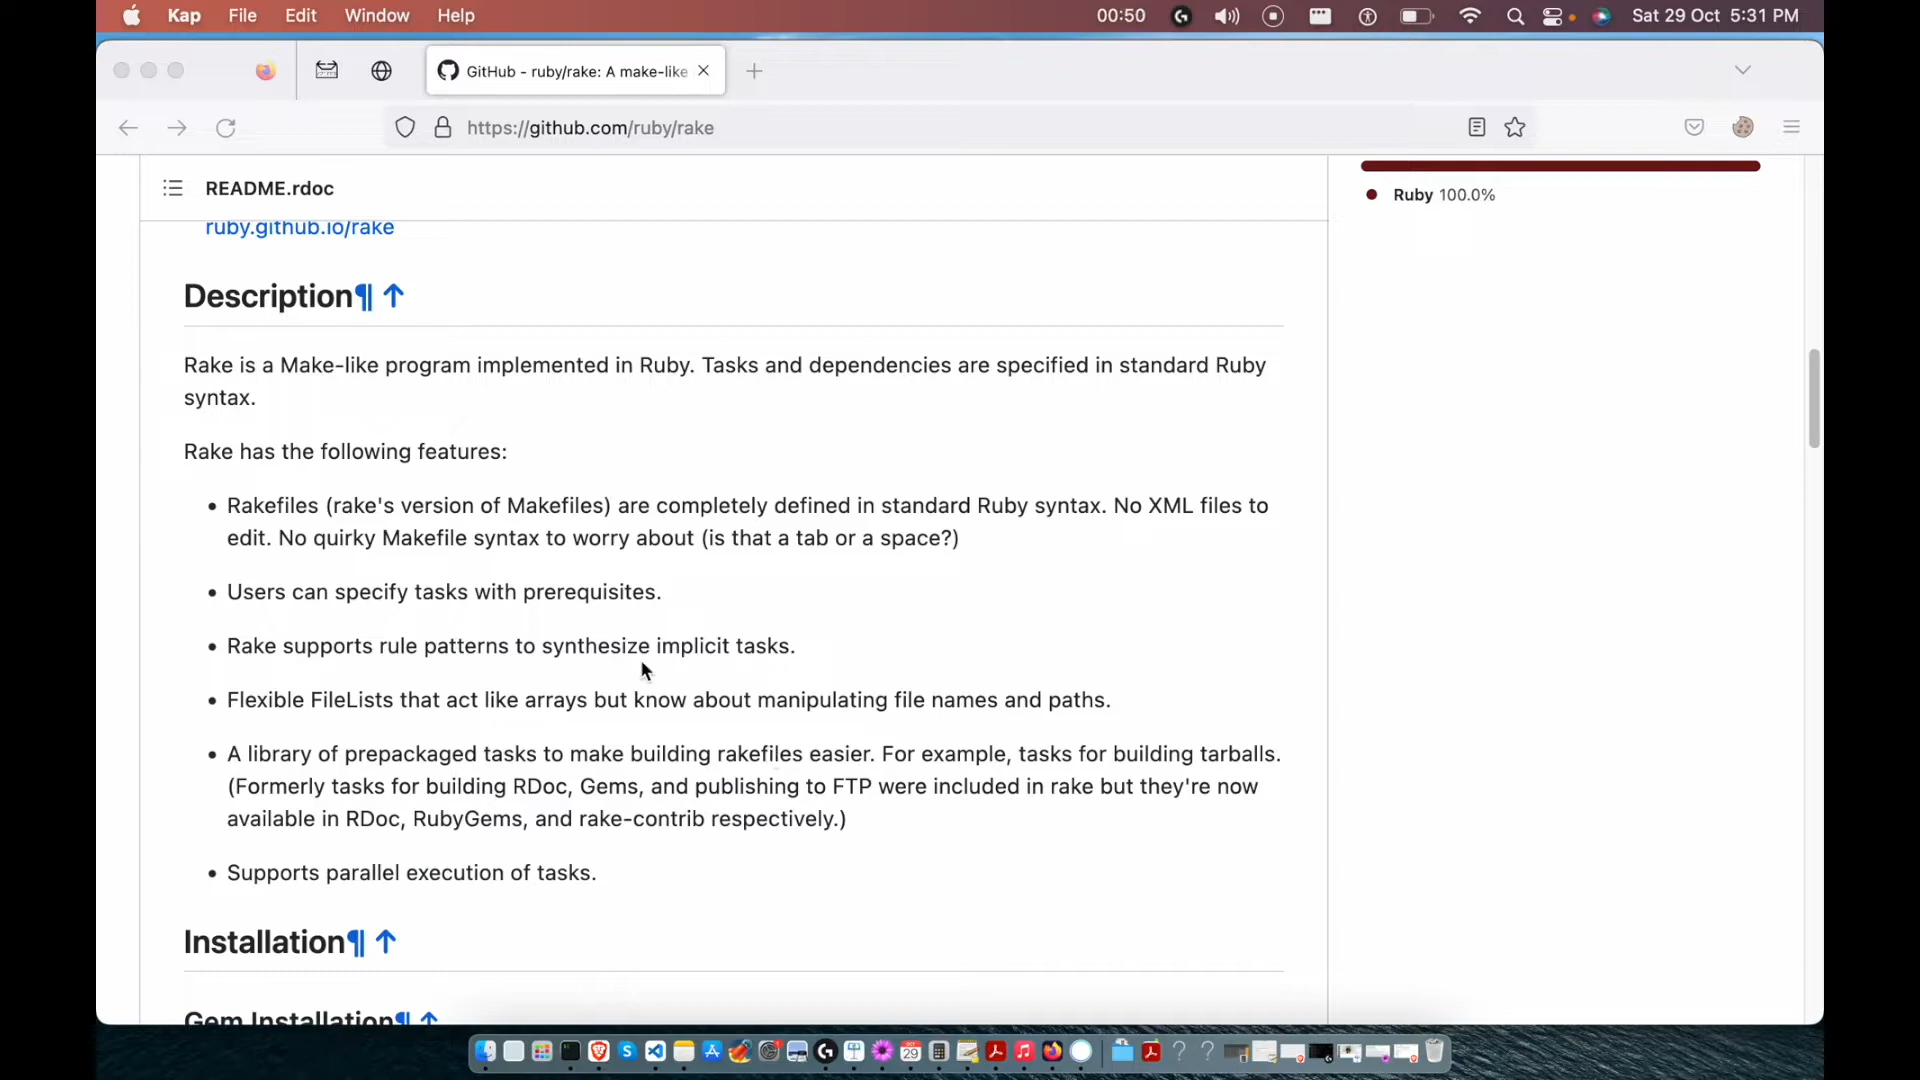 Kap File Edit Window Help 00:50 Sat 29 Oct 5:31 PM
GitHub - ruby/rake: A make-like
https://github.com/ruby/rake
README.rdoc
Ruby 100.0%
ruby.github.io/rake
Description¶ ↑
Rake is a Make-like program implemented in Ruby. Tasks and dependencies are specified in standard Ruby
syntax.
Rake has the following features:
• Rakefiles (rake's version of Makefiles) are completely defined in standard Ruby syntax. No XML files to
edit. No quirky Makefile syntax to worry about (is that a tab or a space?)
• Users can specify tasks with prerequisites.
• Rake supports rule patterns to synthesize implicit tasks.
• Flexible FileLists that act like arrays but know about manipulating file names and paths.
• A library of prepackaged tasks to make building rakefiles easier. For example, tasks for building tarballs.
(Formerly tasks for building RDoc, Gems, and publishing to FTP were included in rake but they're now
available in RDoc, RubyGems, and rake-contrib respectively.)
• Supports parallel execution of tasks.
Installation¶ ↑
Gem Installation¶ ↑
29